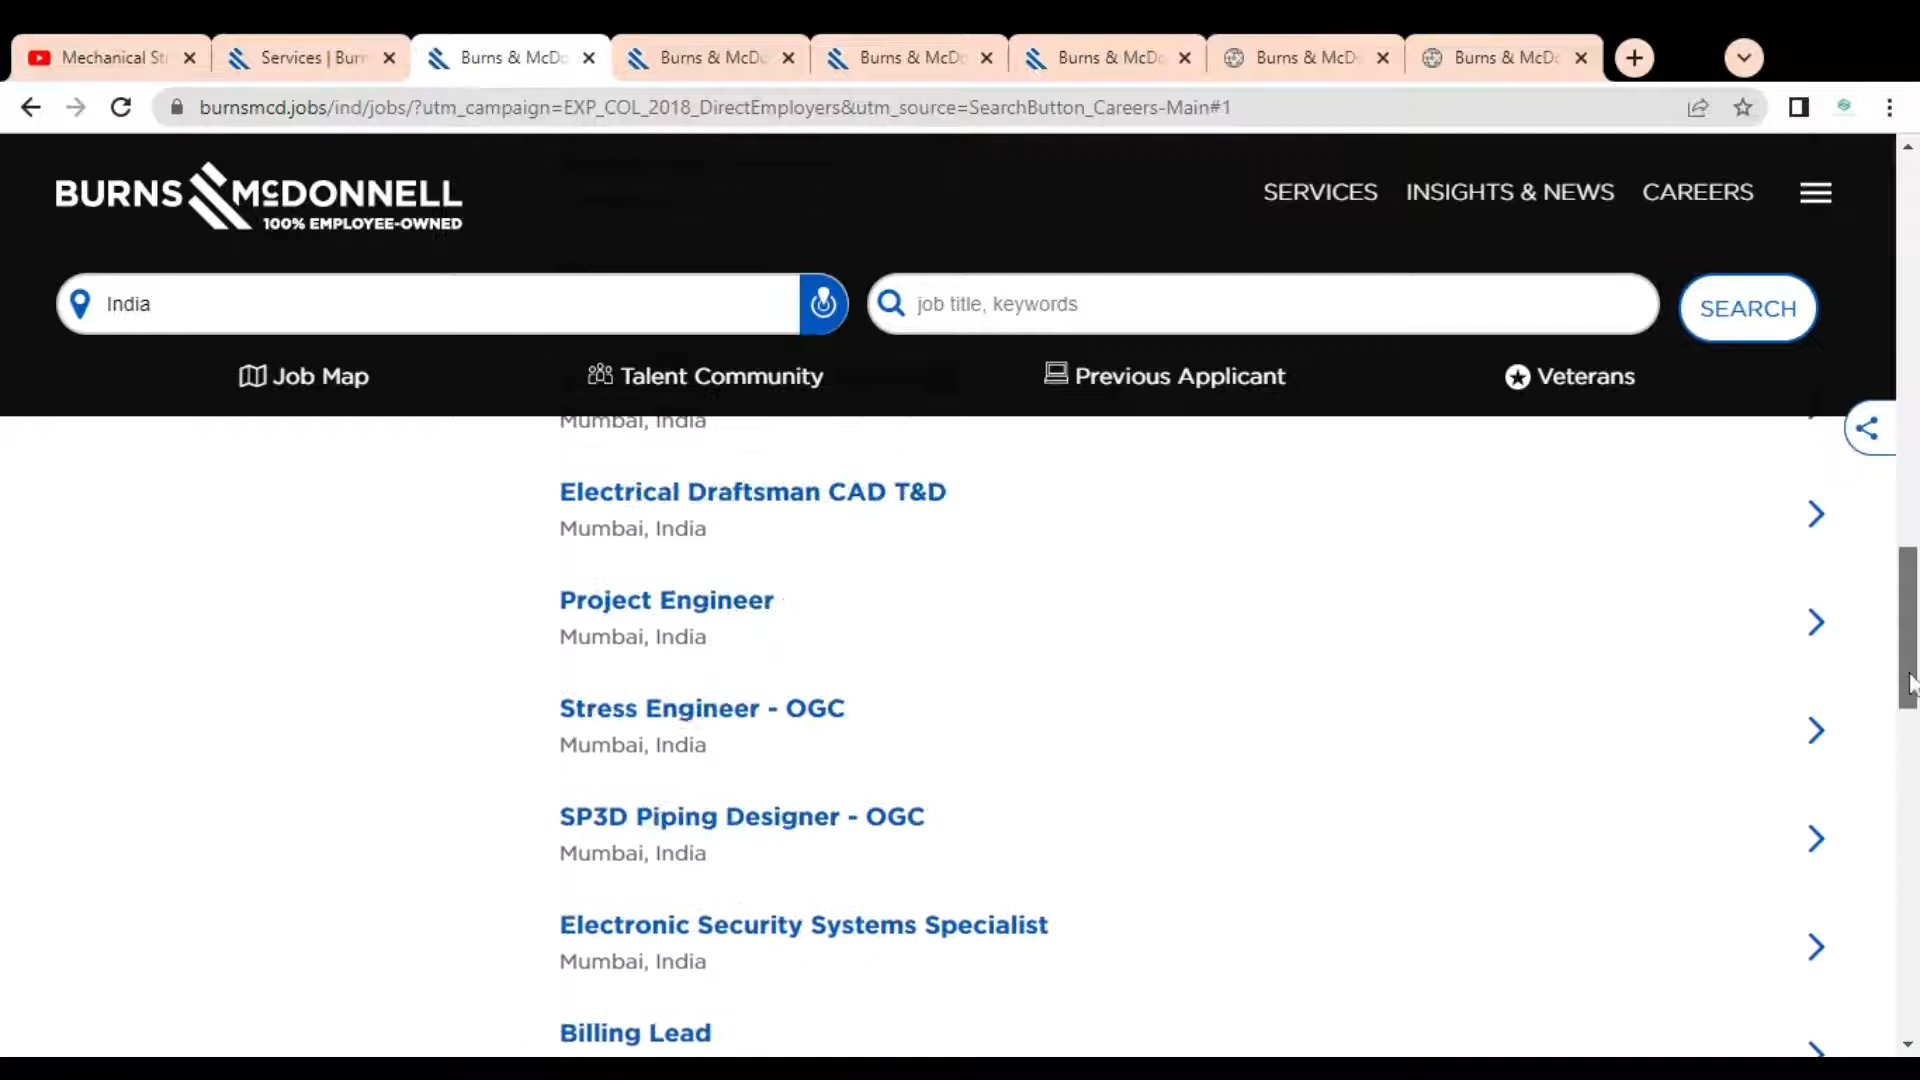 Mechanical St
Services | Burn
Burns & McDo
Burns & McDo
Burns & McDo
Burns & McDo
Burns & McD
Burns & McDo
burnsmcd.jobs/ind/jobs/?utm_campaign=EXP_COL_2018_DirectEmployers&utm_source=SearchButton_Careers-Main#1
BURNS McDONNELL
100% EMPLOYEE-OWNED
SERVICES
INSIGHTS & NEWS
CAREERS
India
job title, keywords
SEARCH
Job Map
Talent Community
Previous Applicant
Veterans
Mumbai, India
Electrical Draftsman CAD T&D
Mumbai, India
Project Engineer
Mumbai, India
Stress Engineer - OGC
Mumbai, India
SP3D Piping Designer - OGC
Mumbai, India
Electronic Security Systems Specialist
Mumbai, India
Billing Lead